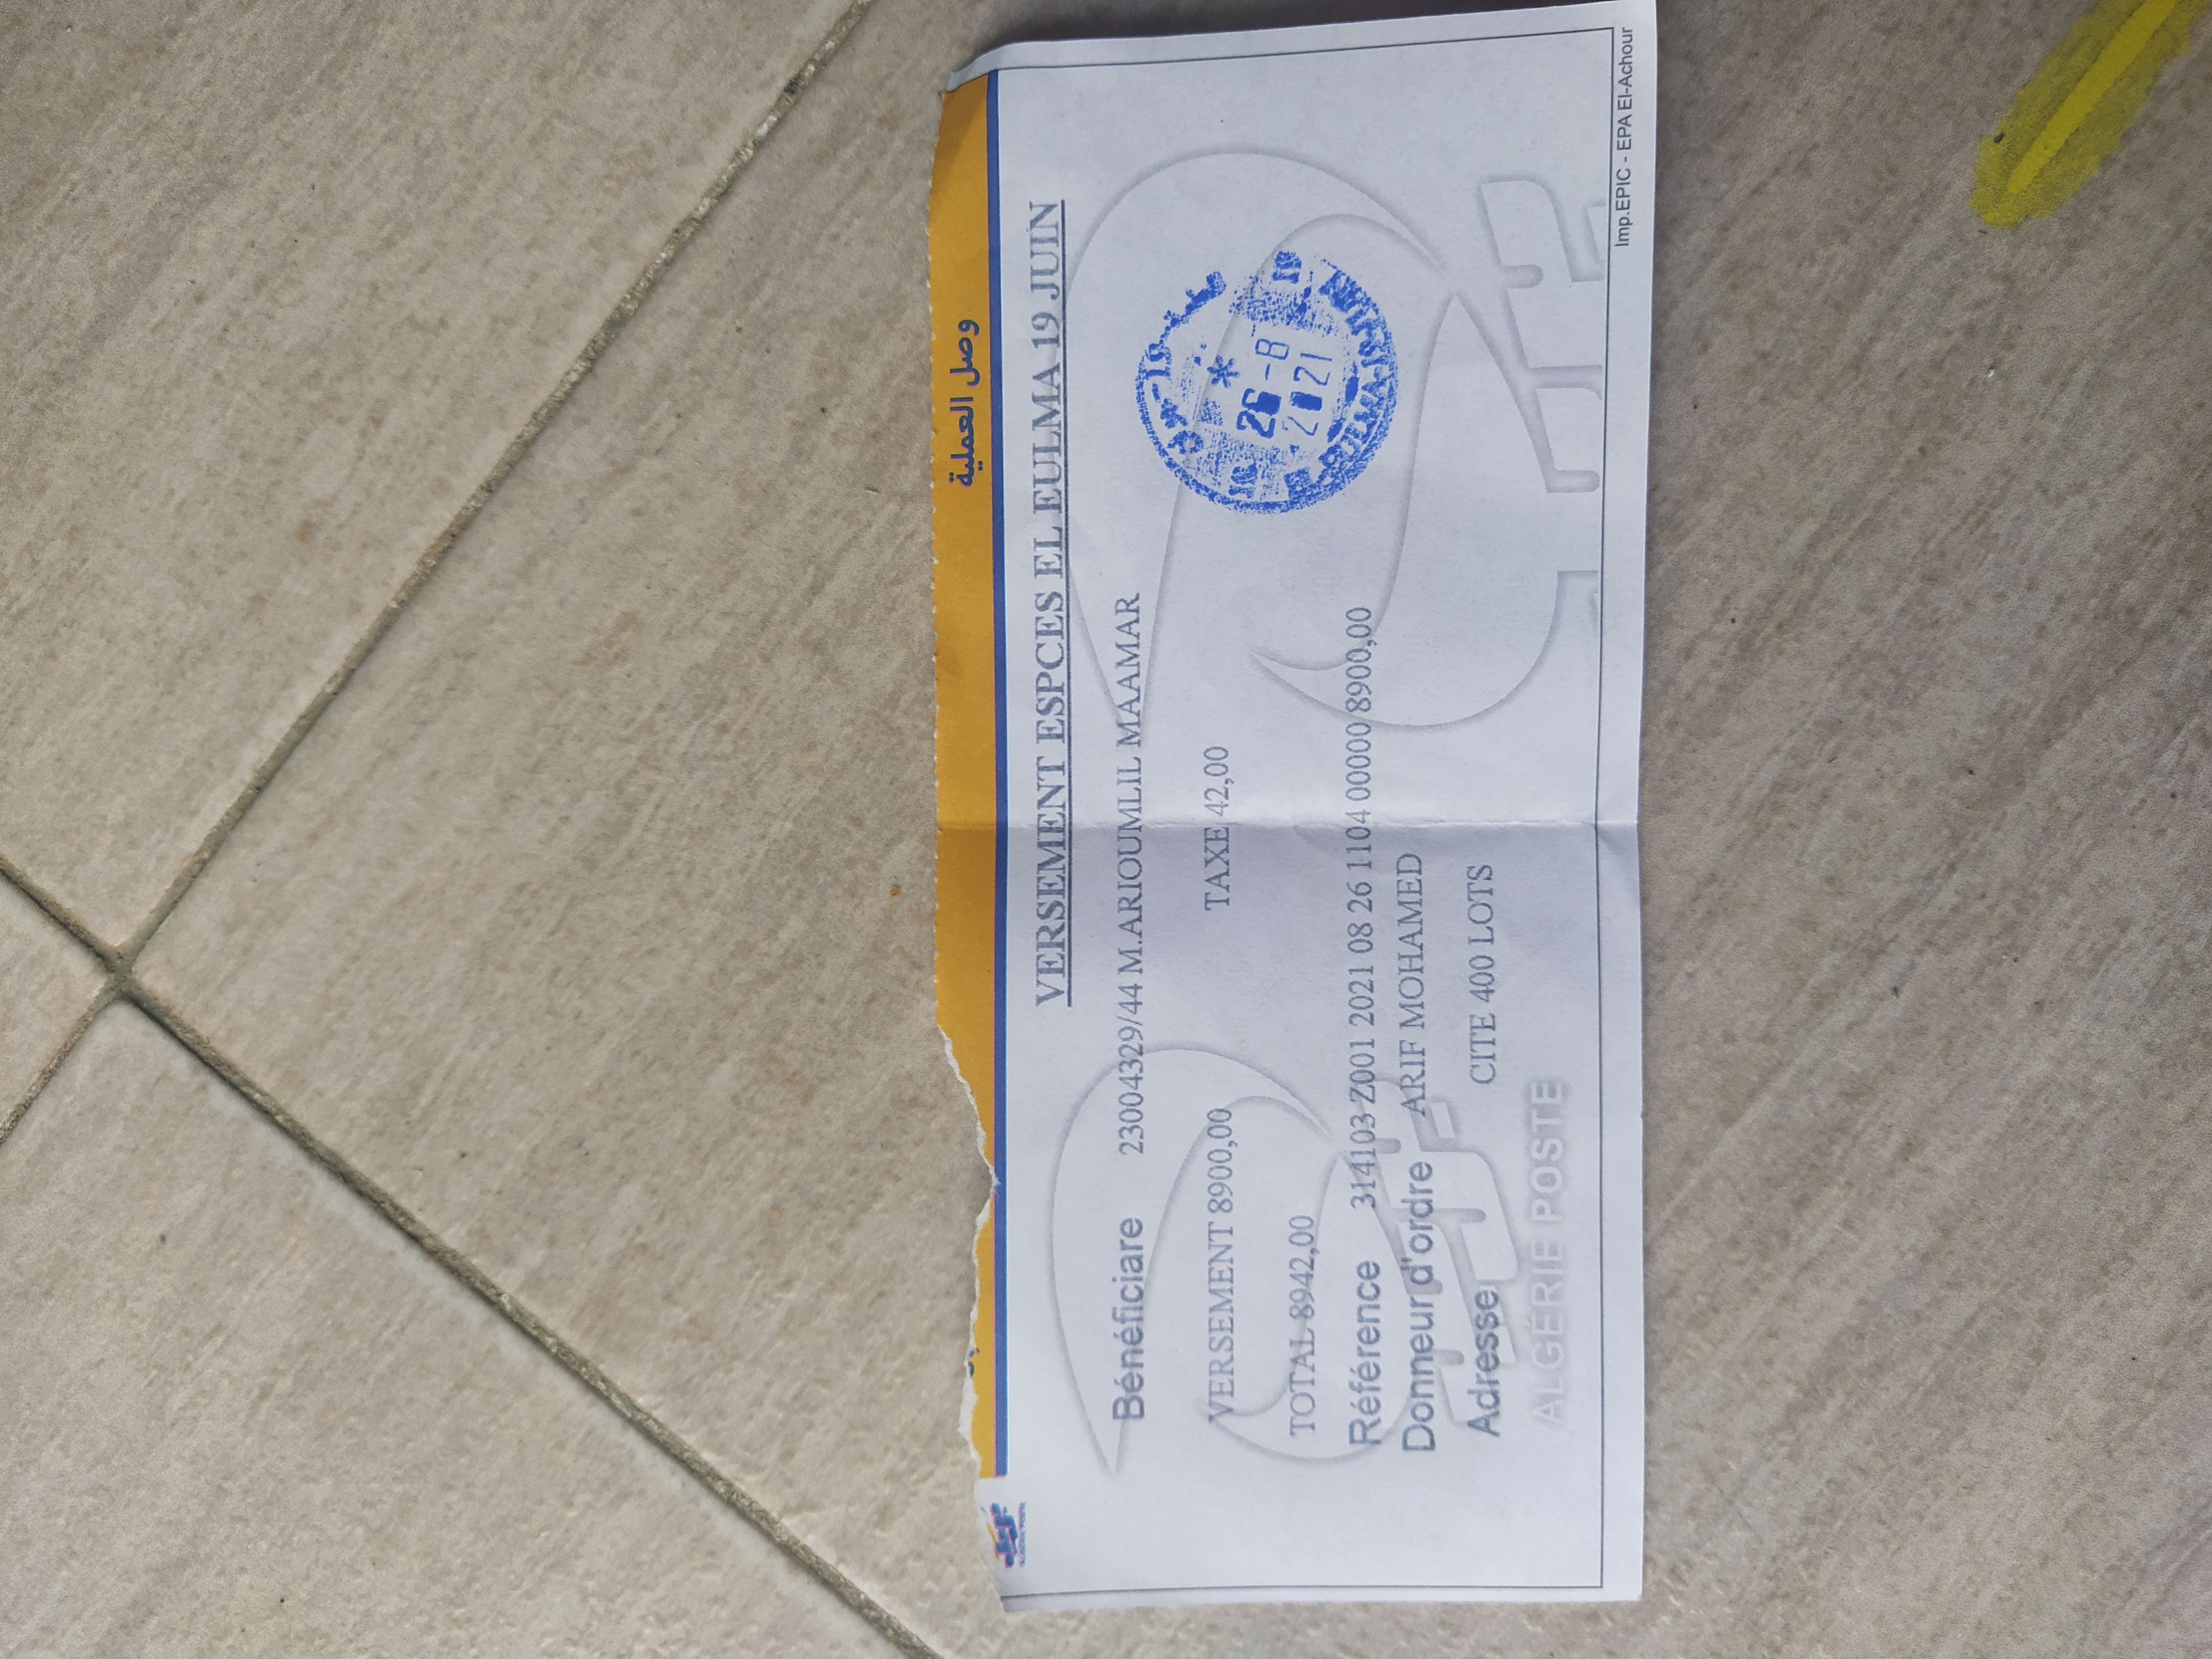 وصل العملية
VERSEMENT ESPCES EL EULMA 19 JUIN
Bénéficiare 23004329/44 M.ARIOUMLIL MAAMAR
VERSEMENT 8900,00 TAXE 42,00
TOTAL 8942,00
Référence 314103 Z001 2021 08 26 1104 00000 8900,00
Donneur d'ordre ARIF MOHAMED
Adresse CITE 400 LOTS
ALGÉRIE POSTE
26 -8
2021
Imp.EPIC - EPA El-Achour